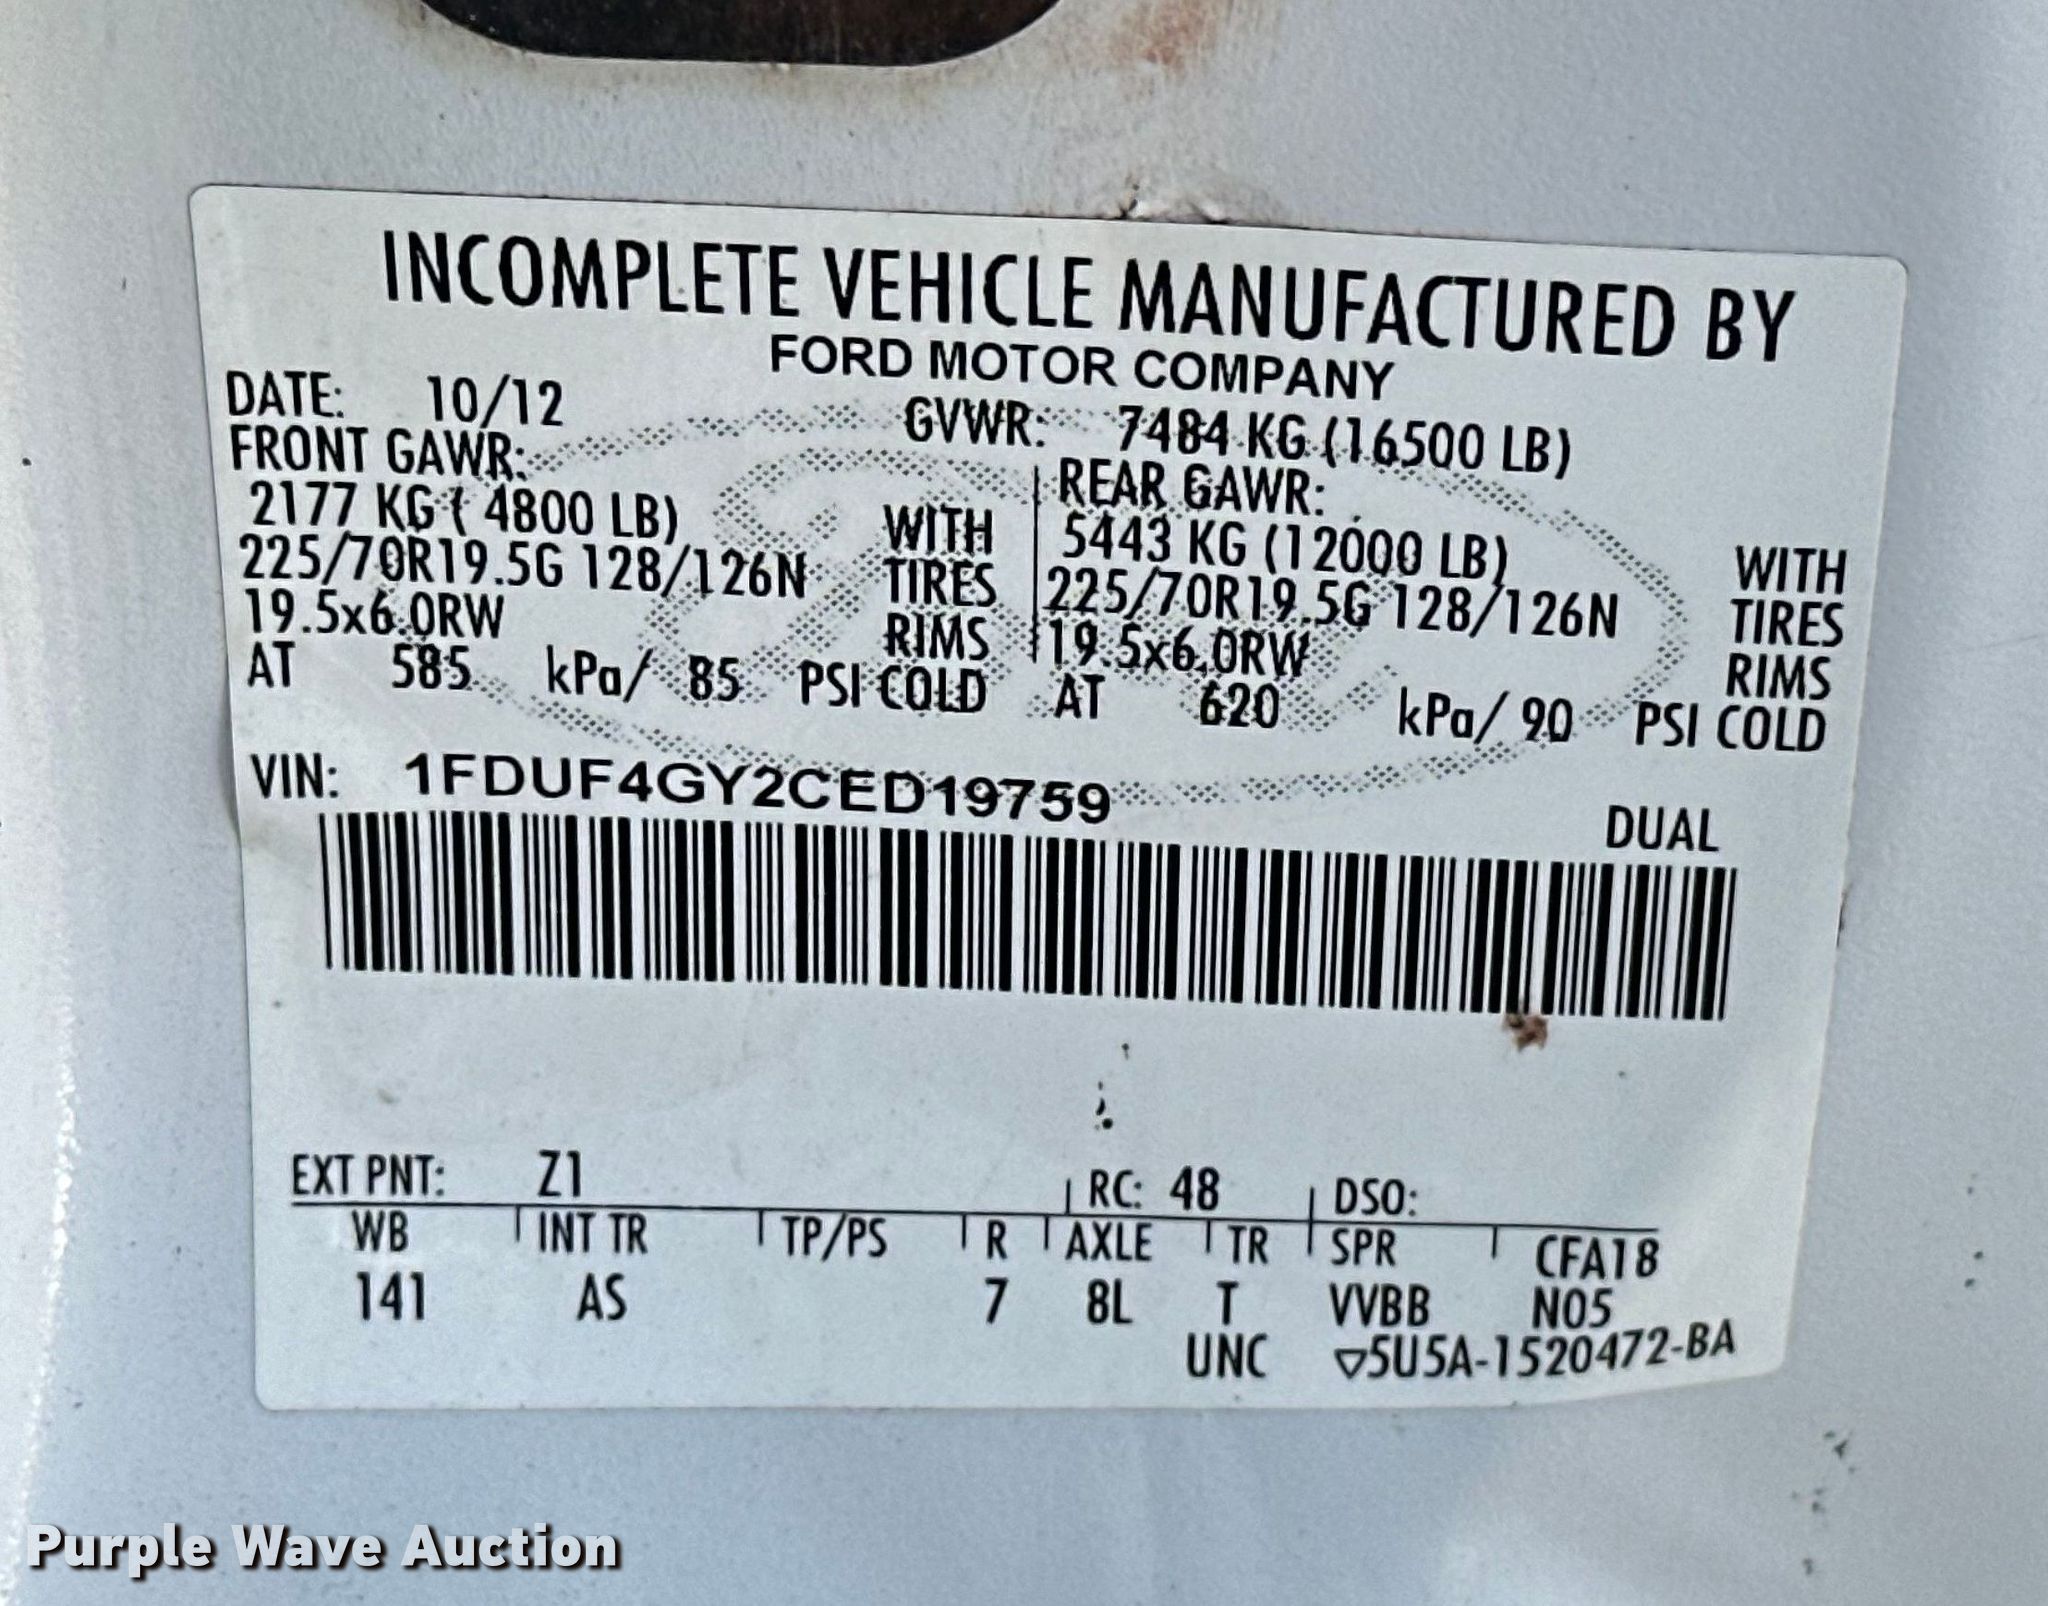 INCOMPLETE VEHICLE MANUFACTURED BY
FORD MOTOR COMPANY
DATE: 10/12 GVWR: 7484 KG (16500 LB)
FRONT GAWR: REAR GAWR:
2177 KG ( 4800 LB) WITH 5443 KG (12000 LB) WITH
225/70R19.5G 128/126N TIRES 225/70R19.5G 128/126N TIRES
19.5x6.0RW RIMS 19.5x6.0RW RIMS
AT 585 kPa/ 85 PSI COLD AT 620 kPa/ 90 PSI COLD
VIN: 1FDUF4GY2CED19759
DUAL
EXT PNT: Z1 RC: 48 DSO:
WB INT TR TP/PS R AXLE TR SPR CFA18
141 AS 7 8L T VVBB N05
UNC ▽5U5A-1520472-BA
Purple Wave Auction